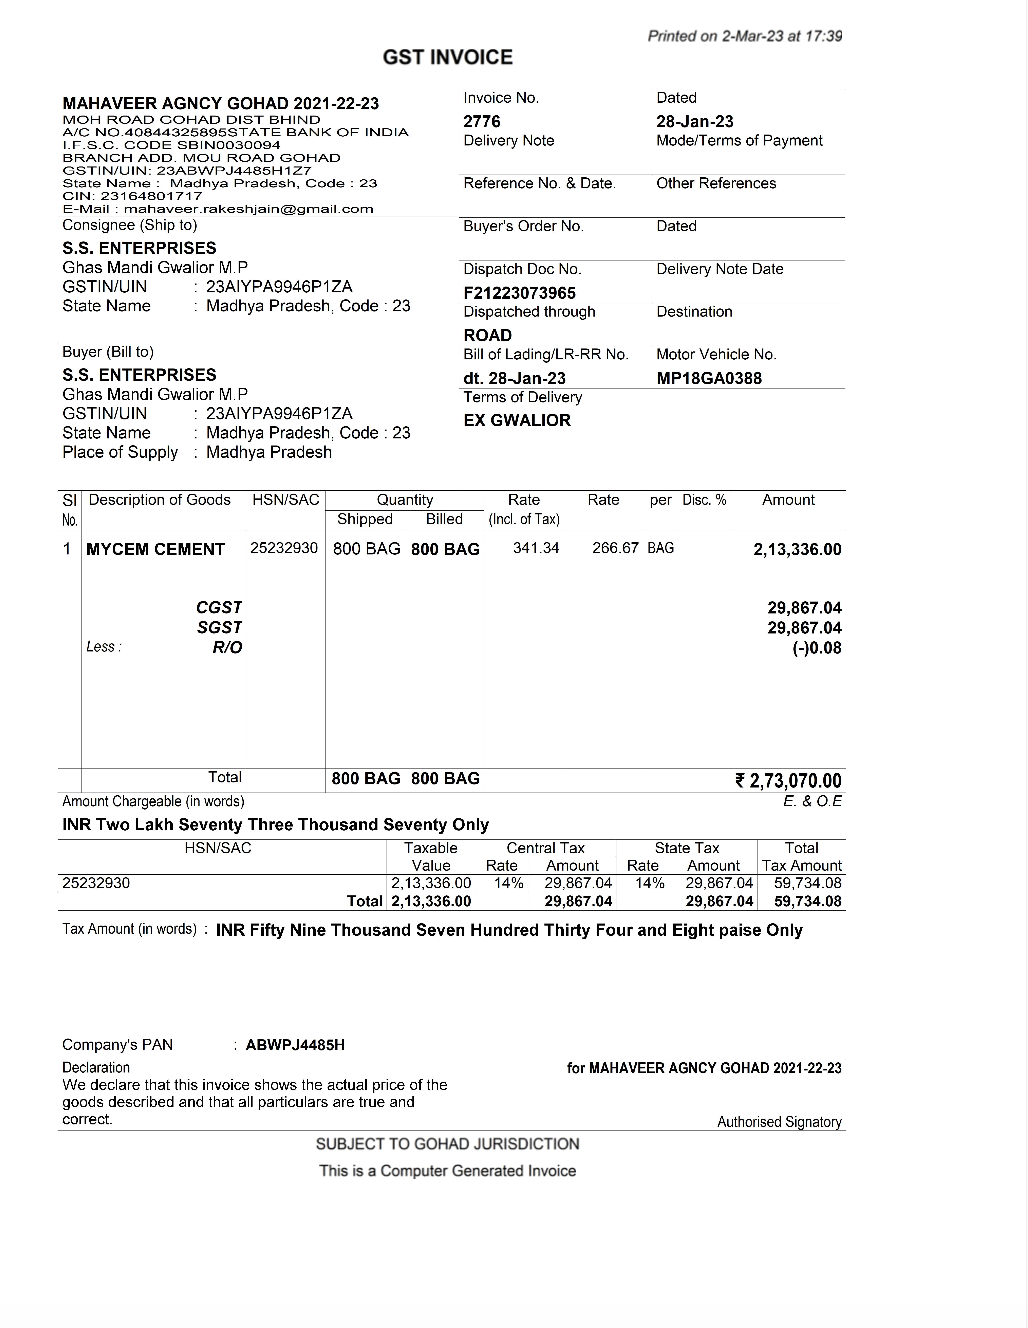 Printed on 2-Mar-23 at 17:39
GST INVOICE
MAHAVEER AGNCY GOHAD 2021-22-23
MOH ROAD GOHAD DIST BHIND
A/C NO.40844325895STATE BANK OF INDIA
I.F.S.C. CODE SBIN0030094
BRANCH ADD. MOU ROAD GOHAD
GSTIN/UIN: 23ABWPJ4485H1Z7
State Name : Madhya Pradesh, Code : 23
CIN: 23164801717
E-Mail : mahaveer.rakeshjain@gmail.com
Consignee (Ship to)
S.S. ENTERPRISES
Ghas Mandi Gwalior M.P
GSTIN/UIN : 23AIYPA9946P1ZA
State Name : Madhya Pradesh, Code : 23
Buyer (Bill to)
S.S. ENTERPRISES
Ghas Mandi Gwalior M.P
GSTIN/UIN : 23AIYPA9946P1ZA
State Name : Madhya Pradesh, Code : 23
Place of Supply : Madhya Pradesh
Invoice No. Dated
2776 28-Jan-23
Delivery Note Mode/Terms of Payment
Reference No. & Date. Other References
Buyer's Order No. Dated
Dispatch Doc No. Delivery Note Date
F21223073965
Dispatched through Destination
ROAD
Bill of Lading/LR-RR No. Motor Vehicle No.
dt. 28-Jan-23 MP18GA0388
Terms of Delivery
EX GWALIOR
Sl Description of Goods HSN/SAC Quantity Rate Rate per Disc. % Amount
No. Shipped Billed (Incl. of Tax)
1 MYCEM CEMENT 25232930 800 BAG 800 BAG 341.34 266.67 BAG 2,13,336.00
CGST 29,867.04
SGST 29,867.04
Less : R/O (-)0.08
Total 800 BAG 800 BAG ₹ 2,73,070.00
Amount Chargeable (in words) E. & O.E
INR Two Lakh Seventy Three Thousand Seventy Only
HSN/SAC Taxable Central Tax State Tax Total
Value Rate Amount Rate Amount Tax Amount
25232930 2,13,336.00 14% 29,867.04 14% 29,867.04 59,734.08
Total 2,13,336.00 29,867.04 29,867.04 59,734.08
Tax Amount (in words) : INR Fifty Nine Thousand Seven Hundred Thirty Four and Eight paise Only
Company's PAN : ABWPJ4485H
Declaration
We declare that this invoice shows the actual price of the
goods described and that all particulars are true and
correct.
for MAHAVEER AGNCY GOHAD 2021-22-23
Authorised Signatory
SUBJECT TO GOHAD JURISDICTION
This is a Computer Generated Invoice